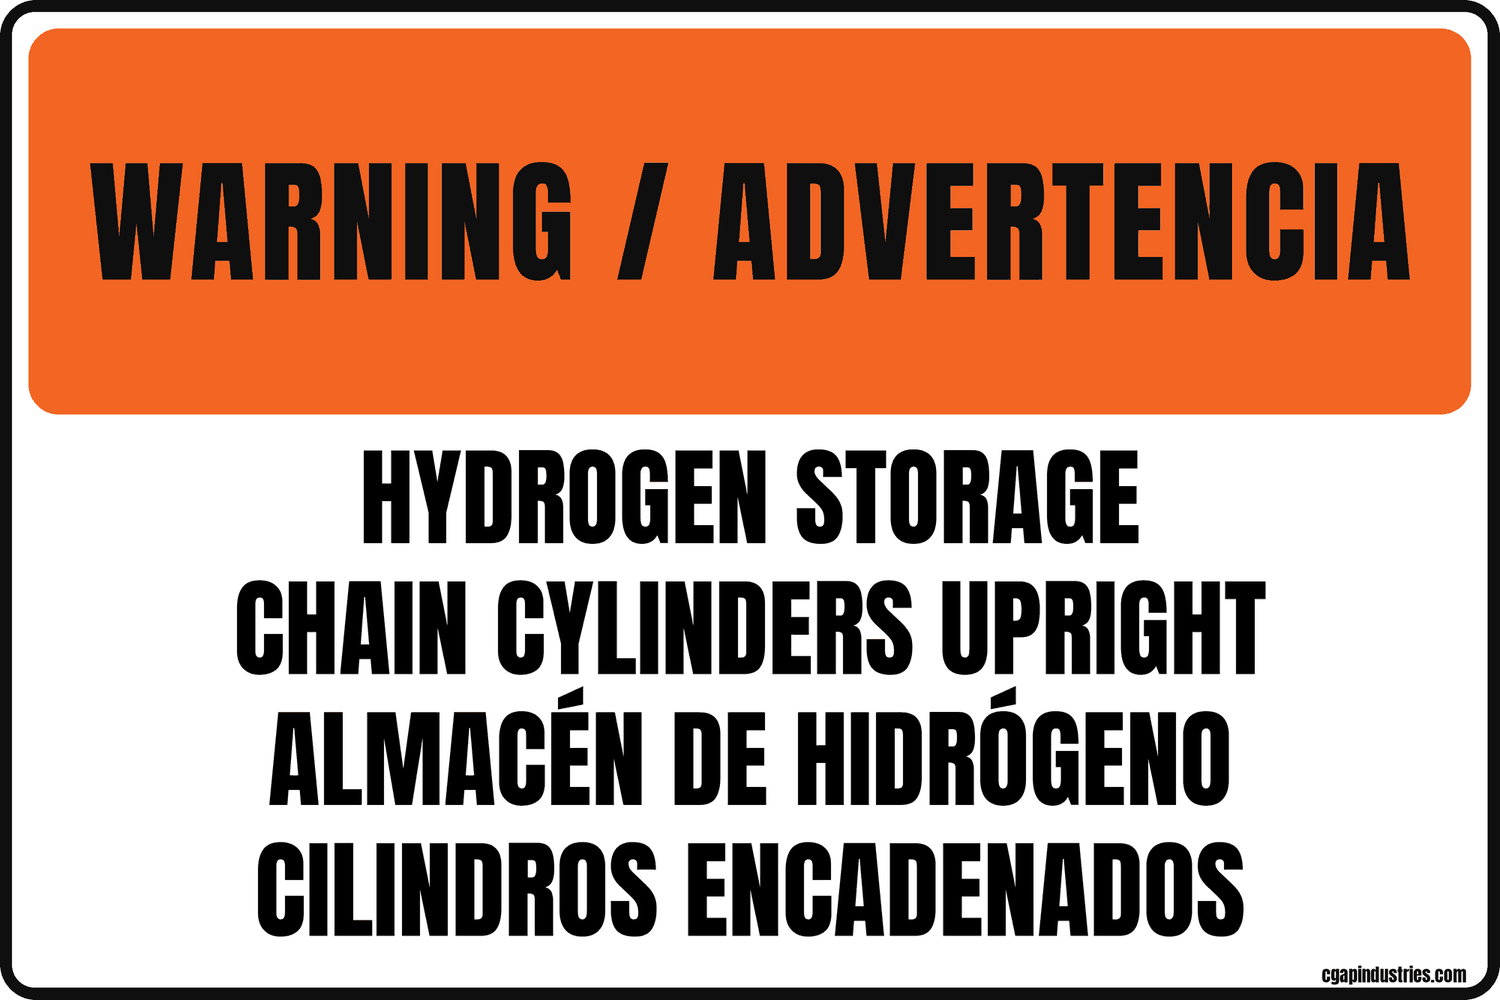 WARNING / ADVERTENCIA
HYDROGEN STORAGE
CHAIN CYLINDERS UPRIGHT
ALMACÉN DE HIDRÓGENO
CILINDROS ENCADENADOS
cgapindustries.com